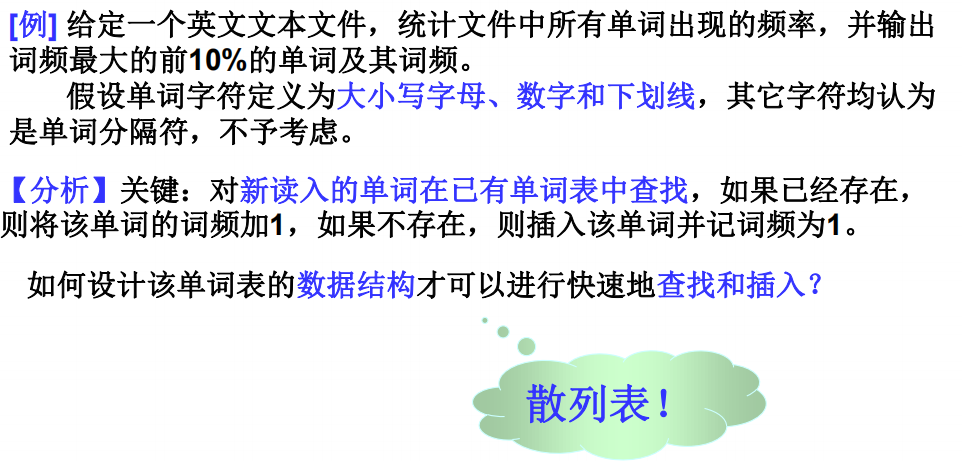 [例] 给定一个英文文本文件，统计文件中所有单词出现的频率，并输出
词频最大的前10%的单词及其词频。
假设单词字符定义为大小写字母、数字和下划线，其它字符均认为
是单词分隔符，不予考虑。
【分析】关键：对新读入的单词在已有单词表中查找，如果已经存在，
则将该单词的词频加1，如果不存在，则插入该单词并记词频为1。
如何设计该单词表的数据结构才可以进行快速地查找和插入？
散列表！